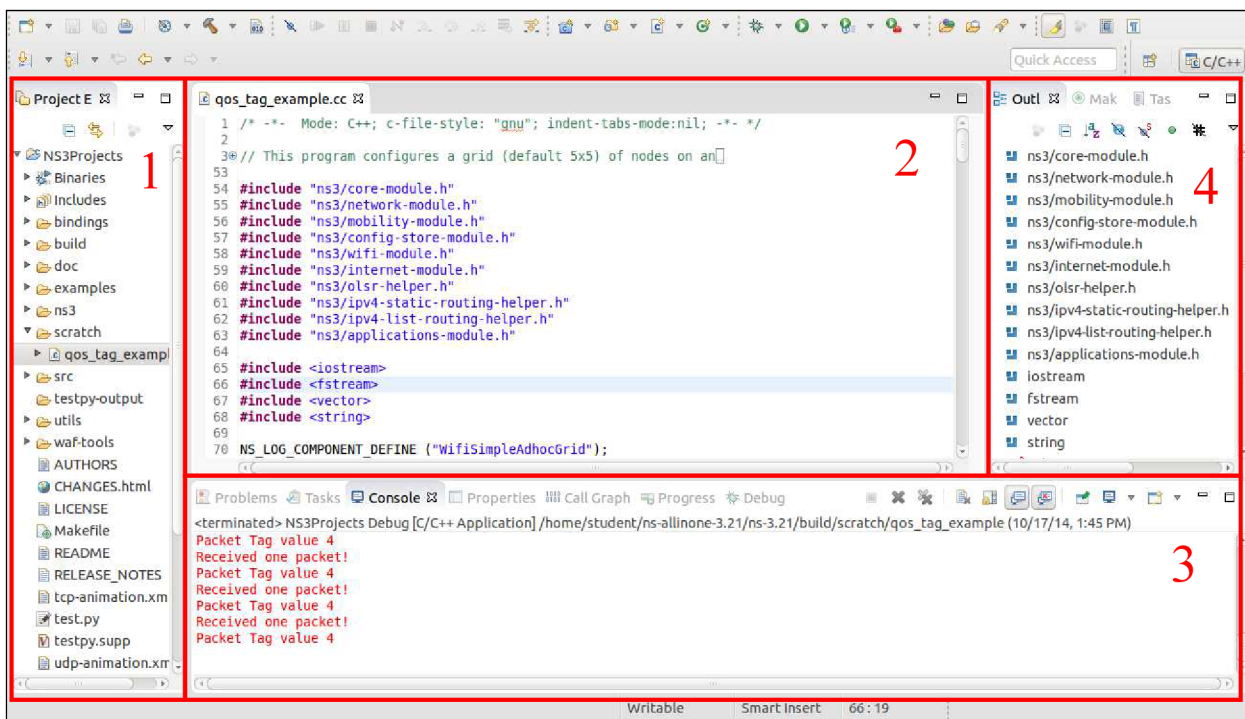 Quick Access
C/C++
Project E
NS3Projects
Binaries
Includes
bindings
build
doc
examples
ns3
scratch
qos_tag_exampl
src
testpy-output
utils
waf-tools
AUTHORS
CHANGES.html
LICENSE
Makefile
README
RELEASE_NOTES
tcp-animation.xm
test.py
testpy.supp
udp-animation.xm
1
qos_tag_example.cc
1 /* -*- Mode: C++; c-file-style: "gnu"; indent-tabs-mode:nil; -*- */
2
3 // This program configures a grid (default 5x5) of nodes on an
53
54 #include "ns3/core-module.h"
55 #include "ns3/network-module.h"
56 #include "ns3/mobility-module.h"
57 #include "ns3/config-store-module.h"
58 #include "ns3/wifi-module.h"
59 #include "ns3/internet-module.h"
60 #include "ns3/olsr-helper.h"
61 #include "ns3/ipv4-static-routing-helper.h"
62 #include "ns3/ipv4-list-routing-helper.h"
63 #include "ns3/applications-module.h"
64
65 #include <iostream>
66 #include <fstream>
67 #include <vector>
68 #include <string>
69
70 NS_LOG_COMPONENT_DEFINE ("WifiSimpleAdhocGrid");
2
Outl Mak Tas
ns3/core-module.h
ns3/network-module.h
ns3/mobility-module.h
ns3/config-store-module.h
ns3/wifi-module.h
ns3/internet-module.h
ns3/olsr-helper.h
ns3/ipv4-static-routing-helper.h
ns3/ipv4-list-routing-helper.h
ns3/applications-module.h
iostream
fstream
vector
string
4
Problems Tasks Console Properties Call Graph Progress Debug
<terminated> NS3Projects Debug [C/C++ Application] /home/student/ns-allinone-3.21/ns-3.21/build/scratch/qos_tag_example (10/17/14, 1:45 PM)
Packet Tag value 4
Received one packet!
Packet Tag value 4
Received one packet!
Packet Tag value 4
Received one packet!
Packet Tag value 4
3
Writable Smart Insert 66 : 19